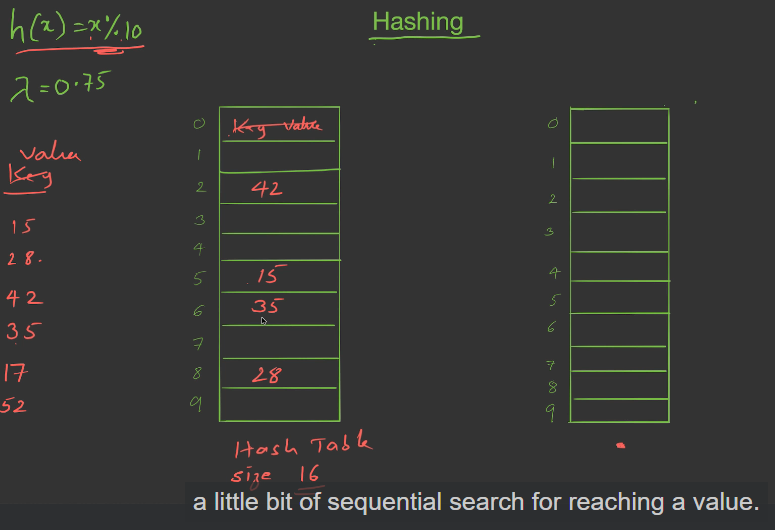 h(x)=x%10
Hashing
λ=0.75
Value
Key
15
28.
42
35
17
52
0 Key Value
1
2 42
3
4
5 15
6 35
7
8 28
9
Hash Table
size 16
0
1
2
3
4
5
6
7
8
9
a little bit of sequential search for reaching a value.